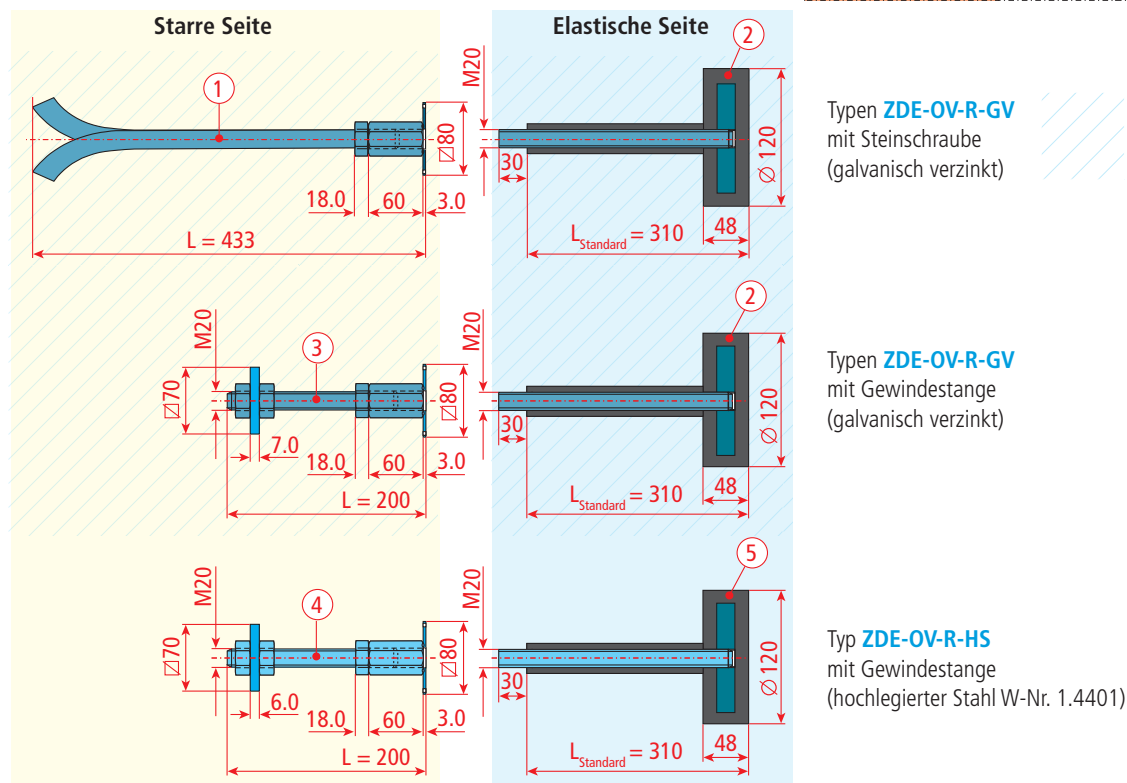 Starre Seite
Elastische Seite
1
M20
□80
18.0
60
3.0
L = 433
M20
2
30
∅ 120
48
L Standard = 310
Typen ZDE-OV-R-GV
mit Steinschraube
(galvanisch verzinkt)
M20
□70
3
□80
7.0
18.0
60
3.0
L = 200
M20
2
30
∅ 120
48
L Standard = 310
Typen ZDE-OV-R-GV
mit Gewindestange
(galvanisch verzinkt)
M20
□70
4
□80
6.0
18.0
60
3.0
L = 200
M20
5
30
∅ 120
48
L Standard = 310
Typ ZDE-OV-R-HS
mit Gewindestange
(hochlegierter Stahl W-Nr. 1.4401)